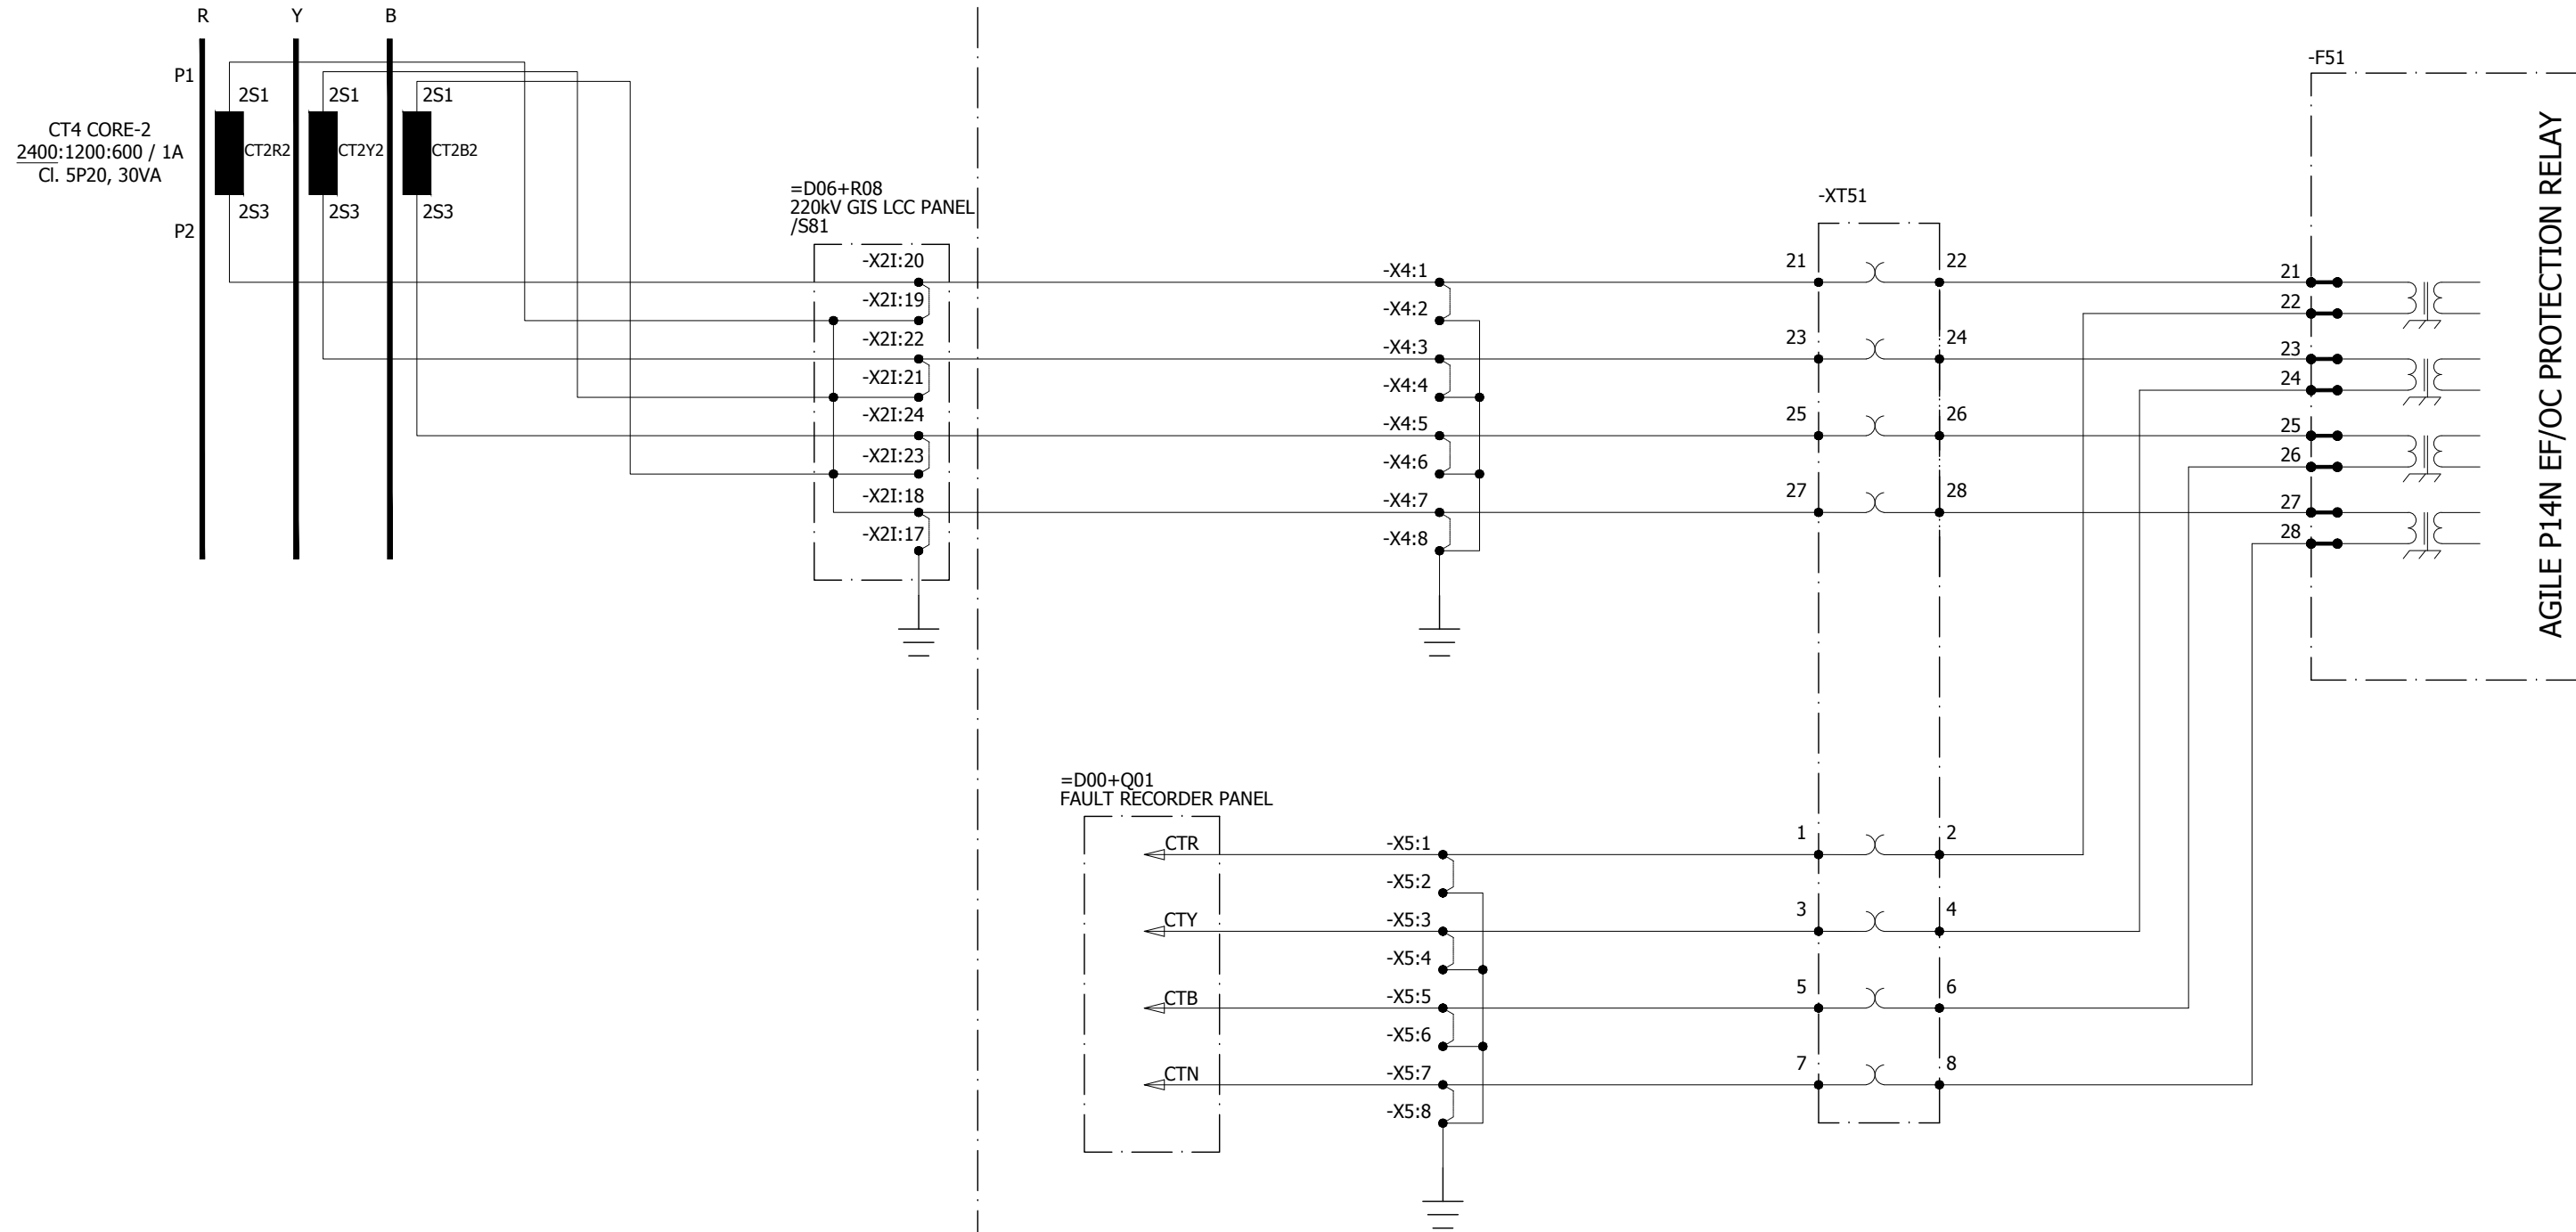 R
Y
B
P1
2S1
2S1
2S1
CT4 CORE-2
2400:1200:600 / 1A
Cl. 5P20, 30VA
CT2R2
CT2Y2
CT2B2
2S3
2S3
2S3
P2
=D06+R08
220kV GIS LCC PANEL
/S81
-X2I:20
-X2I:19
-X2I:22
-X2I:21
-X2I:24
-X2I:23
-X2I:18
-X2I:17
-X4:1
-X4:2
-X4:3
-X4:4
-X4:5
-X4:6
-X4:7
-X4:8
-XT51
21
22
23
24
25
26
27
28
-F51
21
22
23
24
25
26
27
28
AGILE P14N EF/OC PROTECTION RELAY
=D00+Q01
FAULT RECORDER PANEL
CTR
CTY
CTB
CTN
-X5:1
-X5:2
-X5:3
-X5:4
-X5:5
-X5:6
-X5:7
-X5:8
1
2
3
4
5
6
7
8